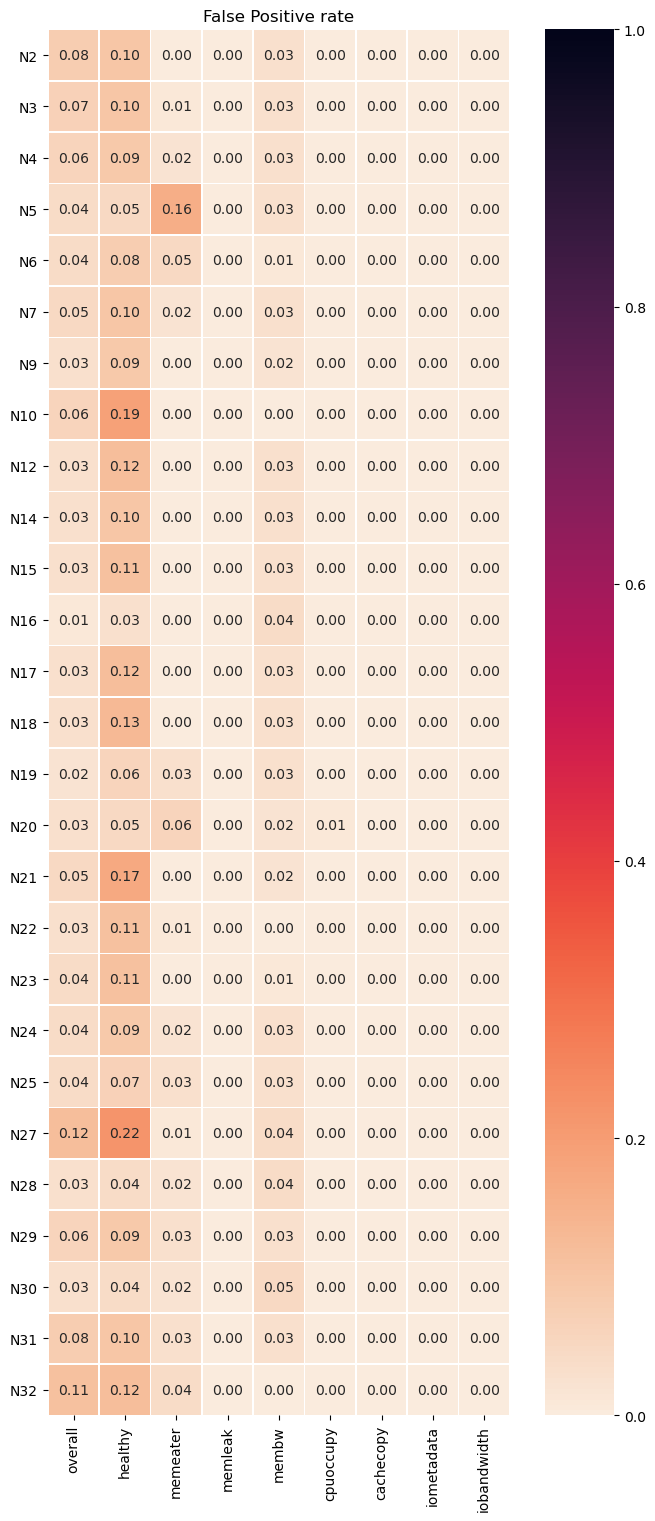 False Positive rate
N2 0.08 0.10 0.00 0.00 0.03 0.00 0.00 0.00 0.00
N3 0.07 0.10 0.01 0.00 0.03 0.00 0.00 0.00 0.00
N4 0.06 0.09 0.02 0.00 0.03 0.00 0.00 0.00 0.00
N5 0.04 0.05 0.16 0.00 0.03 0.00 0.00 0.00 0.00
N6 0.04 0.08 0.05 0.00 0.01 0.00 0.00 0.00 0.00
N7 0.05 0.10 0.02 0.00 0.03 0.00 0.00 0.00 0.00
N9 0.03 0.09 0.00 0.00 0.02 0.00 0.00 0.00 0.00
N10 0.06 0.19 0.00 0.00 0.00 0.00 0.00 0.00 0.00
N12 0.03 0.12 0.00 0.00 0.03 0.00 0.00 0.00 0.00
N14 0.03 0.10 0.00 0.00 0.03 0.00 0.00 0.00 0.00
N15 0.03 0.11 0.00 0.00 0.03 0.00 0.00 0.00 0.00
N16 0.01 0.03 0.00 0.00 0.04 0.00 0.00 0.00 0.00
N17 0.03 0.12 0.00 0.00 0.03 0.00 0.00 0.00 0.00
N18 0.03 0.13 0.00 0.00 0.03 0.00 0.00 0.00 0.00
N19 0.02 0.06 0.03 0.00 0.03 0.00 0.00 0.00 0.00
N20 0.03 0.05 0.06 0.00 0.02 0.01 0.00 0.00 0.00
N21 0.05 0.17 0.00 0.00 0.02 0.00 0.00 0.00 0.00
N22 0.03 0.11 0.01 0.00 0.00 0.00 0.00 0.00 0.00
N23 0.04 0.11 0.00 0.00 0.01 0.00 0.00 0.00 0.00
N24 0.04 0.09 0.02 0.00 0.03 0.00 0.00 0.00 0.00
N25 0.04 0.07 0.03 0.00 0.03 0.00 0.00 0.00 0.00
N27 0.12 0.22 0.01 0.00 0.04 0.00 0.00 0.00 0.00
N28 0.03 0.04 0.02 0.00 0.04 0.00 0.00 0.00 0.00
N29 0.06 0.09 0.03 0.00 0.03 0.00 0.00 0.00 0.00
N30 0.03 0.04 0.02 0.00 0.05 0.00 0.00 0.00 0.00
N31 0.08 0.10 0.03 0.00 0.03 0.00 0.00 0.00 0.00
N32 0.11 0.12 0.04 0.00 0.00 0.00 0.00 0.00 0.00
overall
healthy
memeater
memleak
membw
cpuoccupy
cachecopy
iometadata
iobandwidth
1.0
0.8
0.6
0.4
0.2
0.0